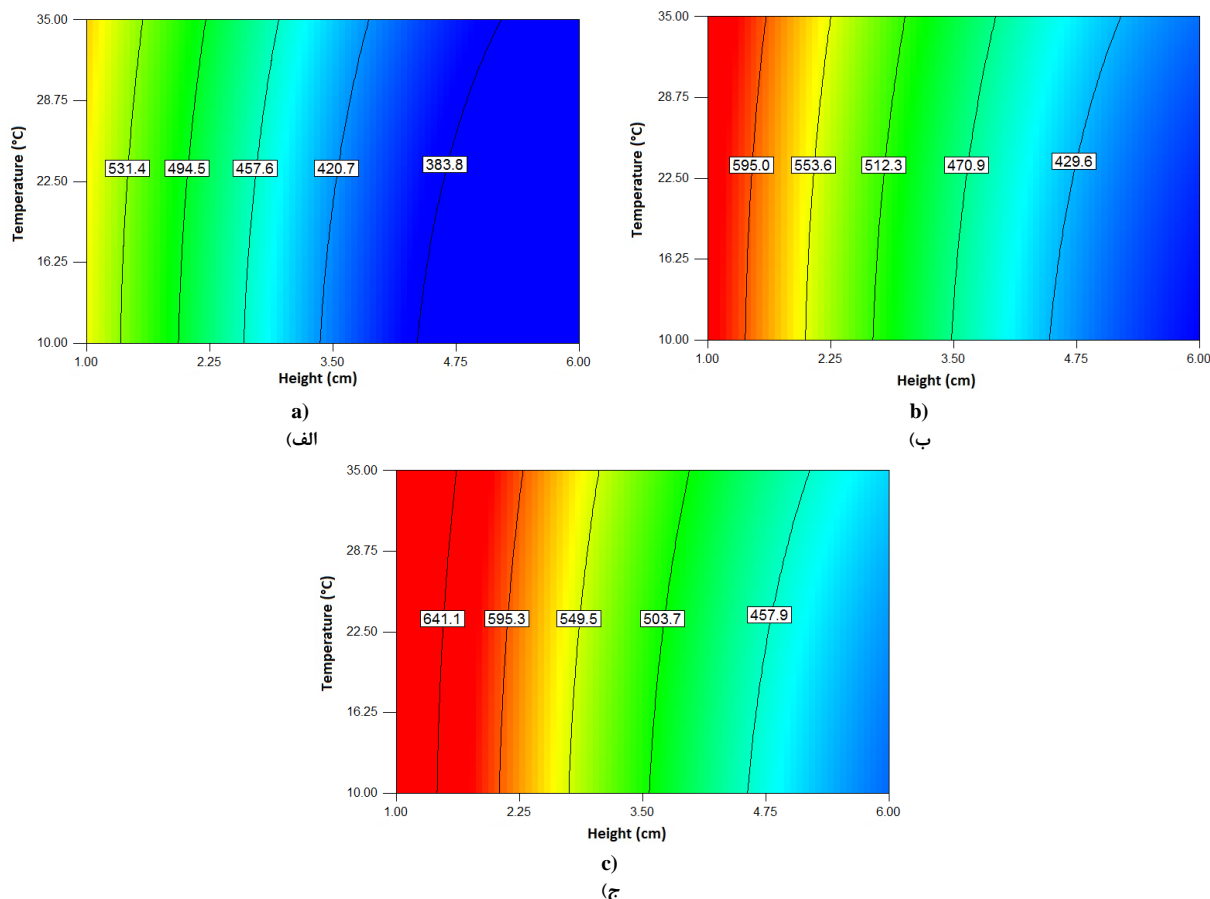 35.00
28.75
22.50
16.25
10.00
Temperature (°C)
531.4 494.5 457.6 420.7 383.8
1.00 2.25 3.50 4.75 6.00
Height (cm)
a)
الف)
35.00
28.75
22.50
16.25
10.00
Temperature (°C)
595.0 553.6 512.3 470.9 429.6
1.00 2.25 3.50 4.75 6.00
Height (cm)
b)
ب)
35.00
28.75
22.50
16.25
10.00
Temperature (°C)
641.1 595.3 549.5 503.7 457.9
1.00 2.25 3.50 4.75 6.00
Height (cm)
c)
ج)